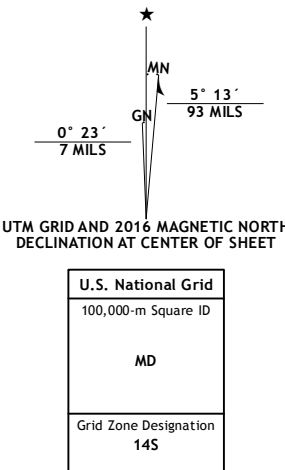 ★
MN
5° 13´
93 MILS
GN
0° 23´
7 MILS
UTM GRID AND 2016 MAGNETIC NORTH
DECLINATION AT CENTER OF SHEET
U.S. National Grid
100,000-m Square ID
MD
Grid Zone Designation
14S